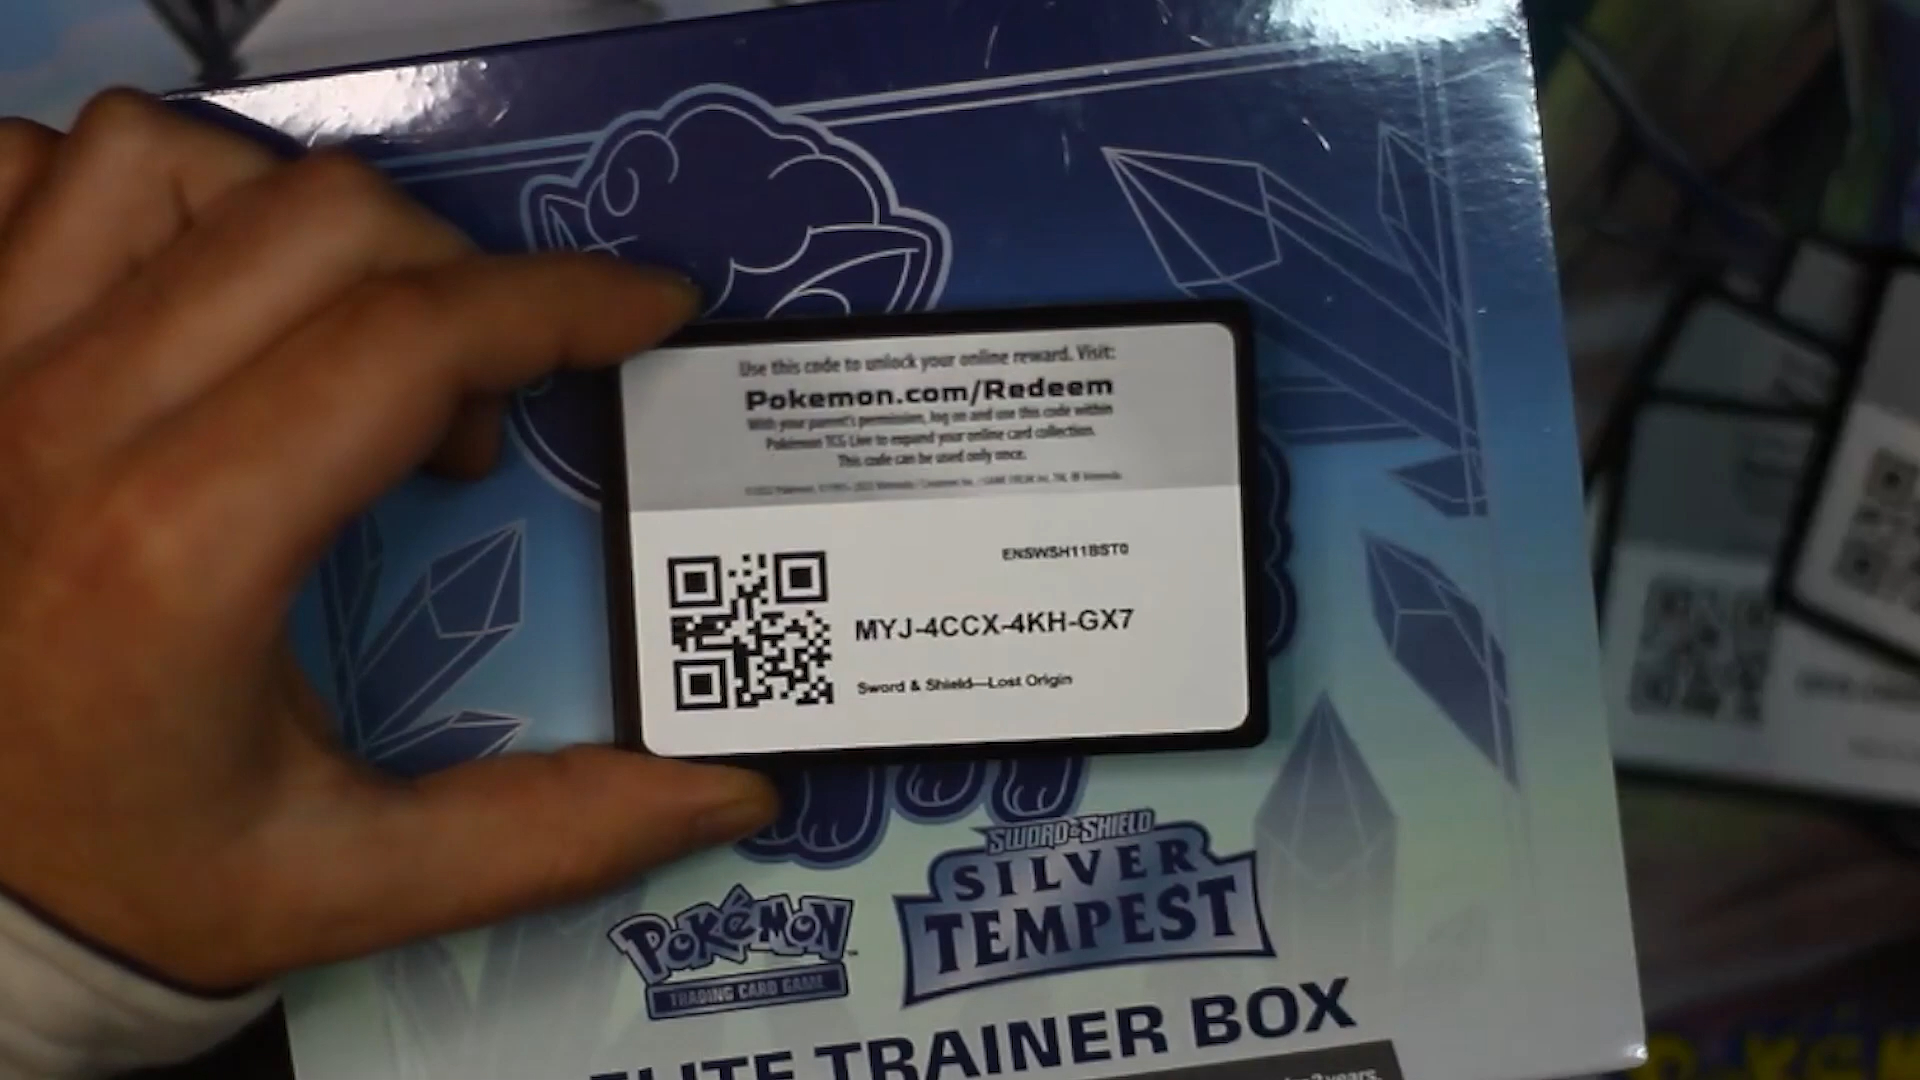 Use this code to unlock your online reward. Visit:
Pokemon.com/Redeem
With your parent's permission, log on and use this code within
Pokémon TCG Live to expand your online card collection.
This code can be used only once.
ENSWSH11BST0
MYJ-4CCX-4KH-GX7
Sword & Shield—Lost Origin
SWORD & SHIELD
SILVER
TEMPEST
POKéMON
TRADING CARD GAME
ELITE TRAINER BOX
years.